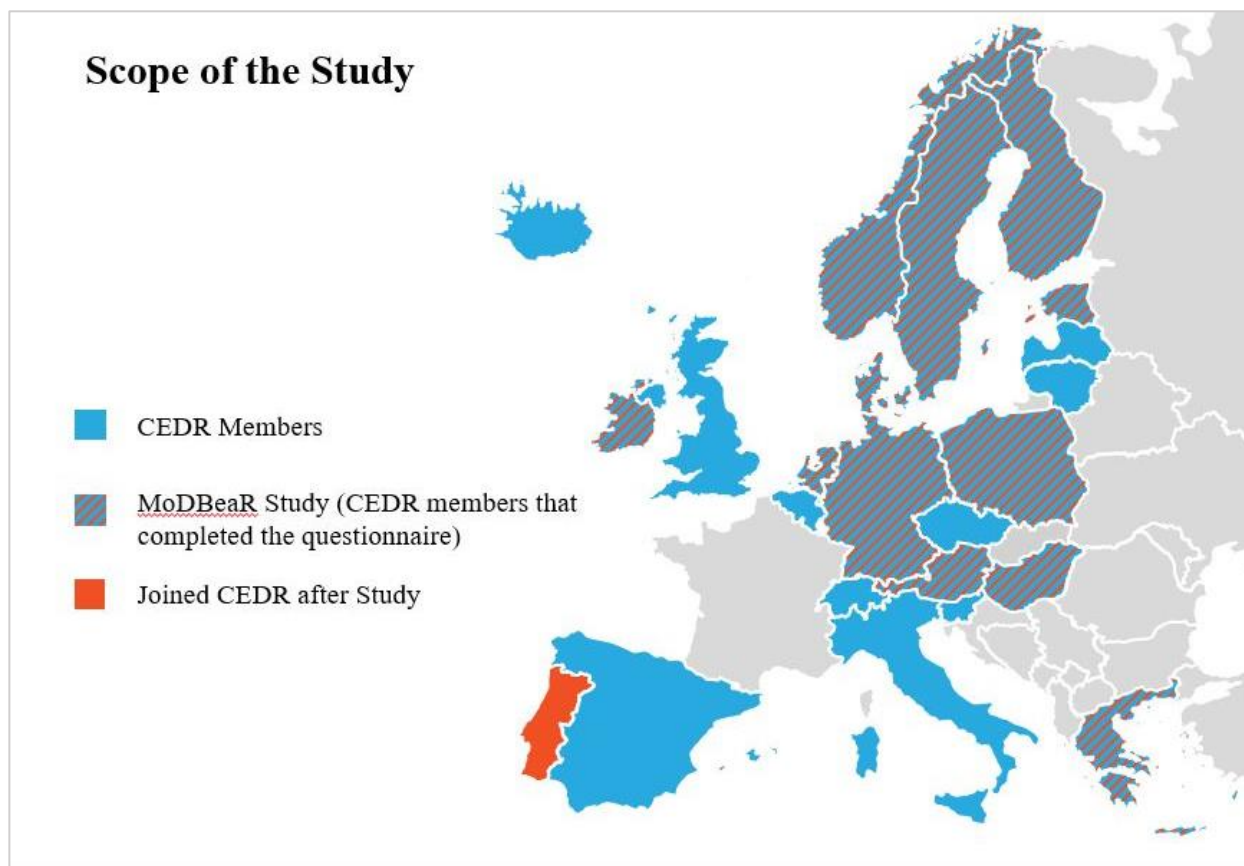 Scope of the Study
CEDR Members
MoDBeaR Study (CEDR members that
completed the questionnaire)
Joined CEDR after Study